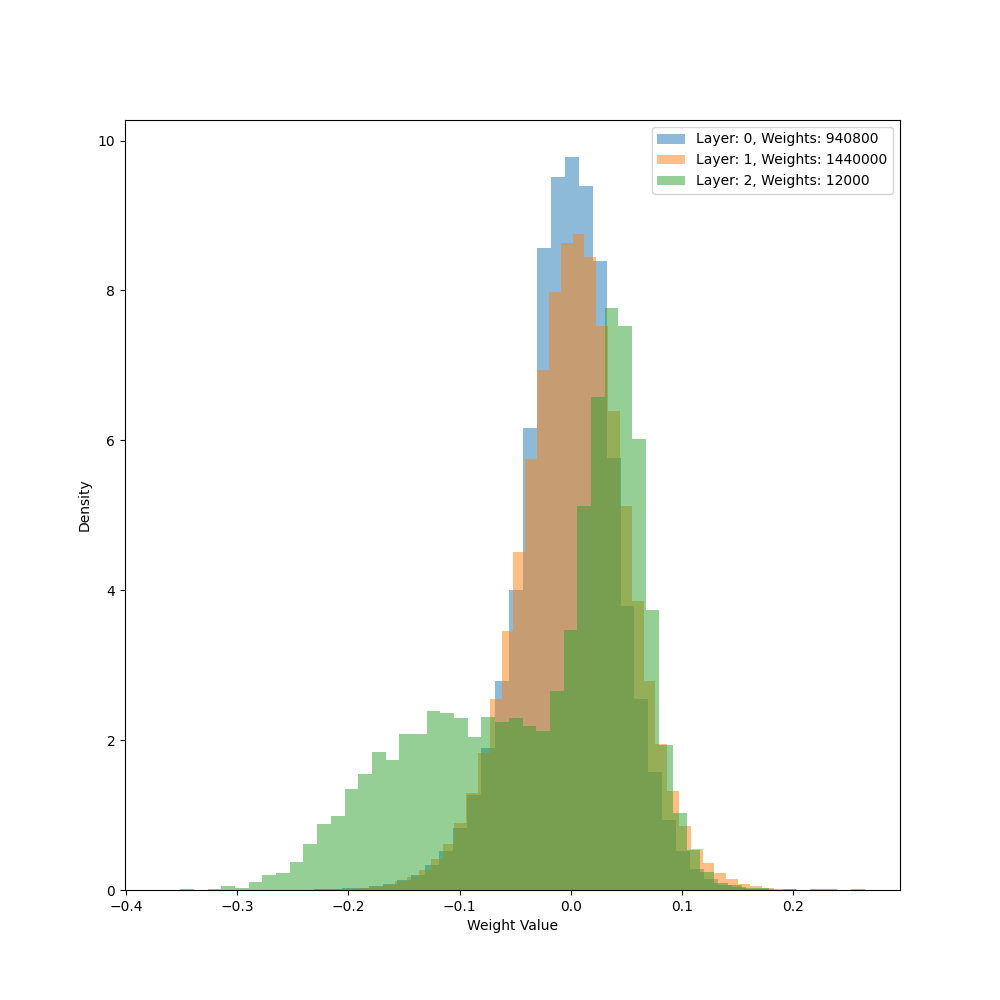 Layer: 0, Weights: 940800
Layer: 1, Weights: 1440000
Layer: 2, Weights: 12000
10
8
6
4
2
0
Density
−0.4 −0.3 −0.2 −0.1 0.0 0.1 0.2
Weight Value